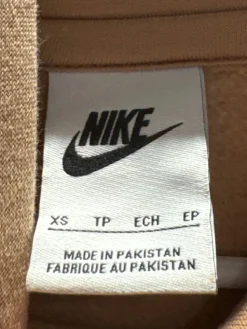 NIKE
XS TP ECH EP
MADE IN PAKISTAN
FABRIQUE AU PAKISTAN